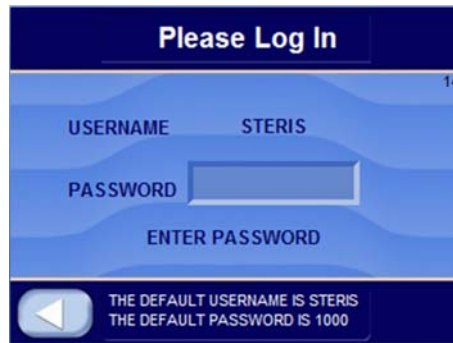 Please Log In
USERNAME STERIS
PASSWORD
ENTER PASSWORD
THE DEFAULT USERNAME IS STERIS
THE DEFAULT PASSWORD IS 1000